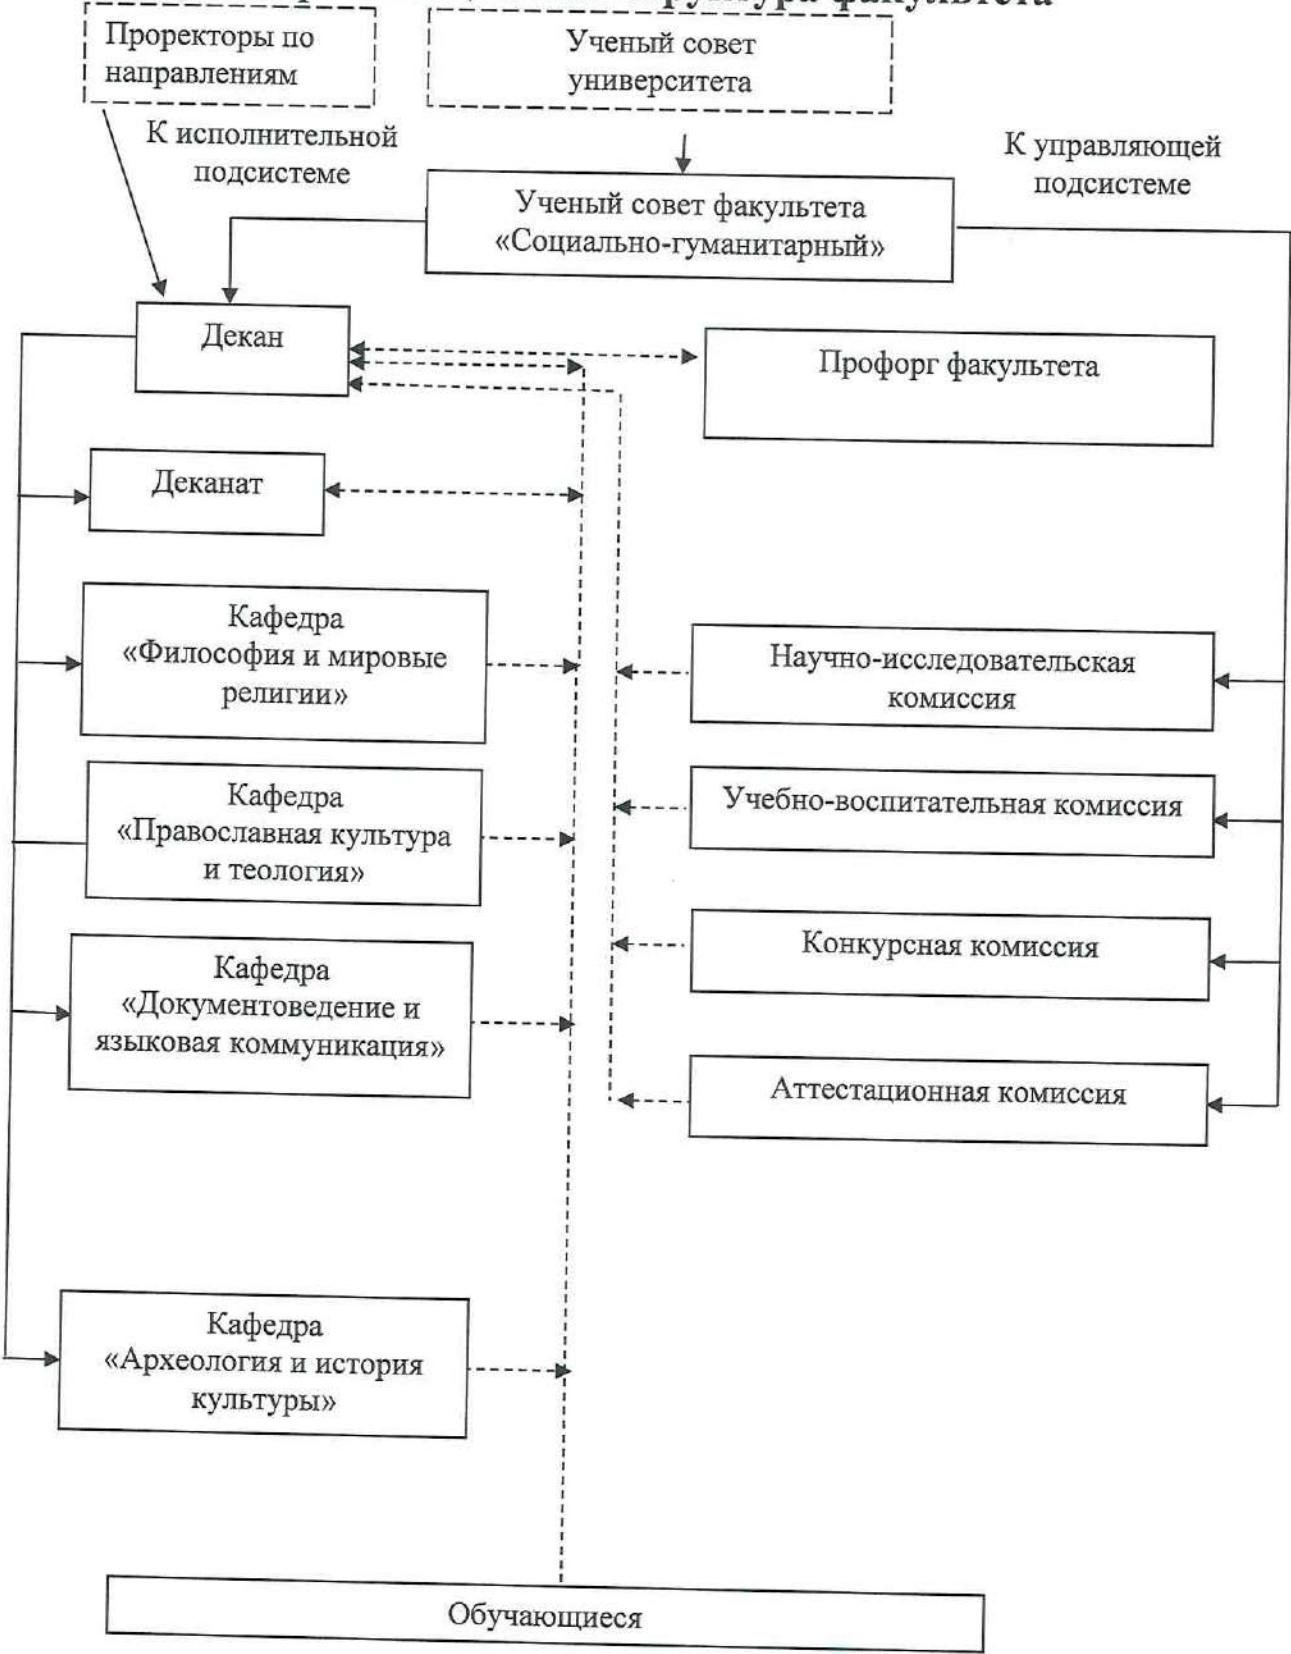 структура факультета
Проректоры по
направлениям
Ученый совет
университета
К исполнительной
подсистеме
К управляющей
подсистеме
Ученый совет факультета
«Социально-гуманитарный»
Декан
Профорг факультета
Деканат
Кафедра
«Философия и мировые
религии»
Научно-исследовательская
комиссия
Кафедра
«Православная культура
и теология»
Учебно-воспитательная комиссия
Кафедра
«Документоведение и
языковая коммуникация»
Конкурсная комиссия
Аттестационная комиссия
Кафедра
«Археология и история
культуры»
Обучающиеся